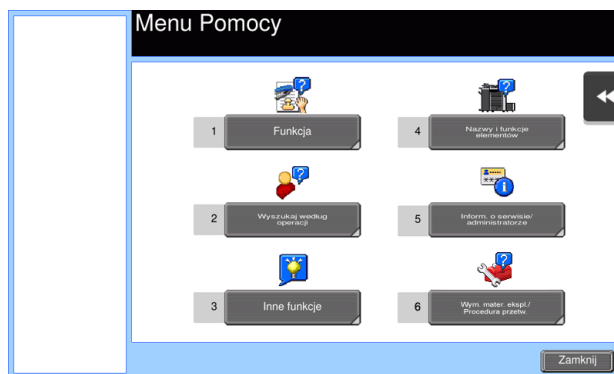 Menu Pomocy
1
Funkcja
4
Nazwy i funkcje
elementów
2
Wyszukaj według
operacji
5
Inform. o serwisie/
administratorze
3
Inne funkcje
6
Wym. mater. ekspl./
Procedura przetw.
Zamknij